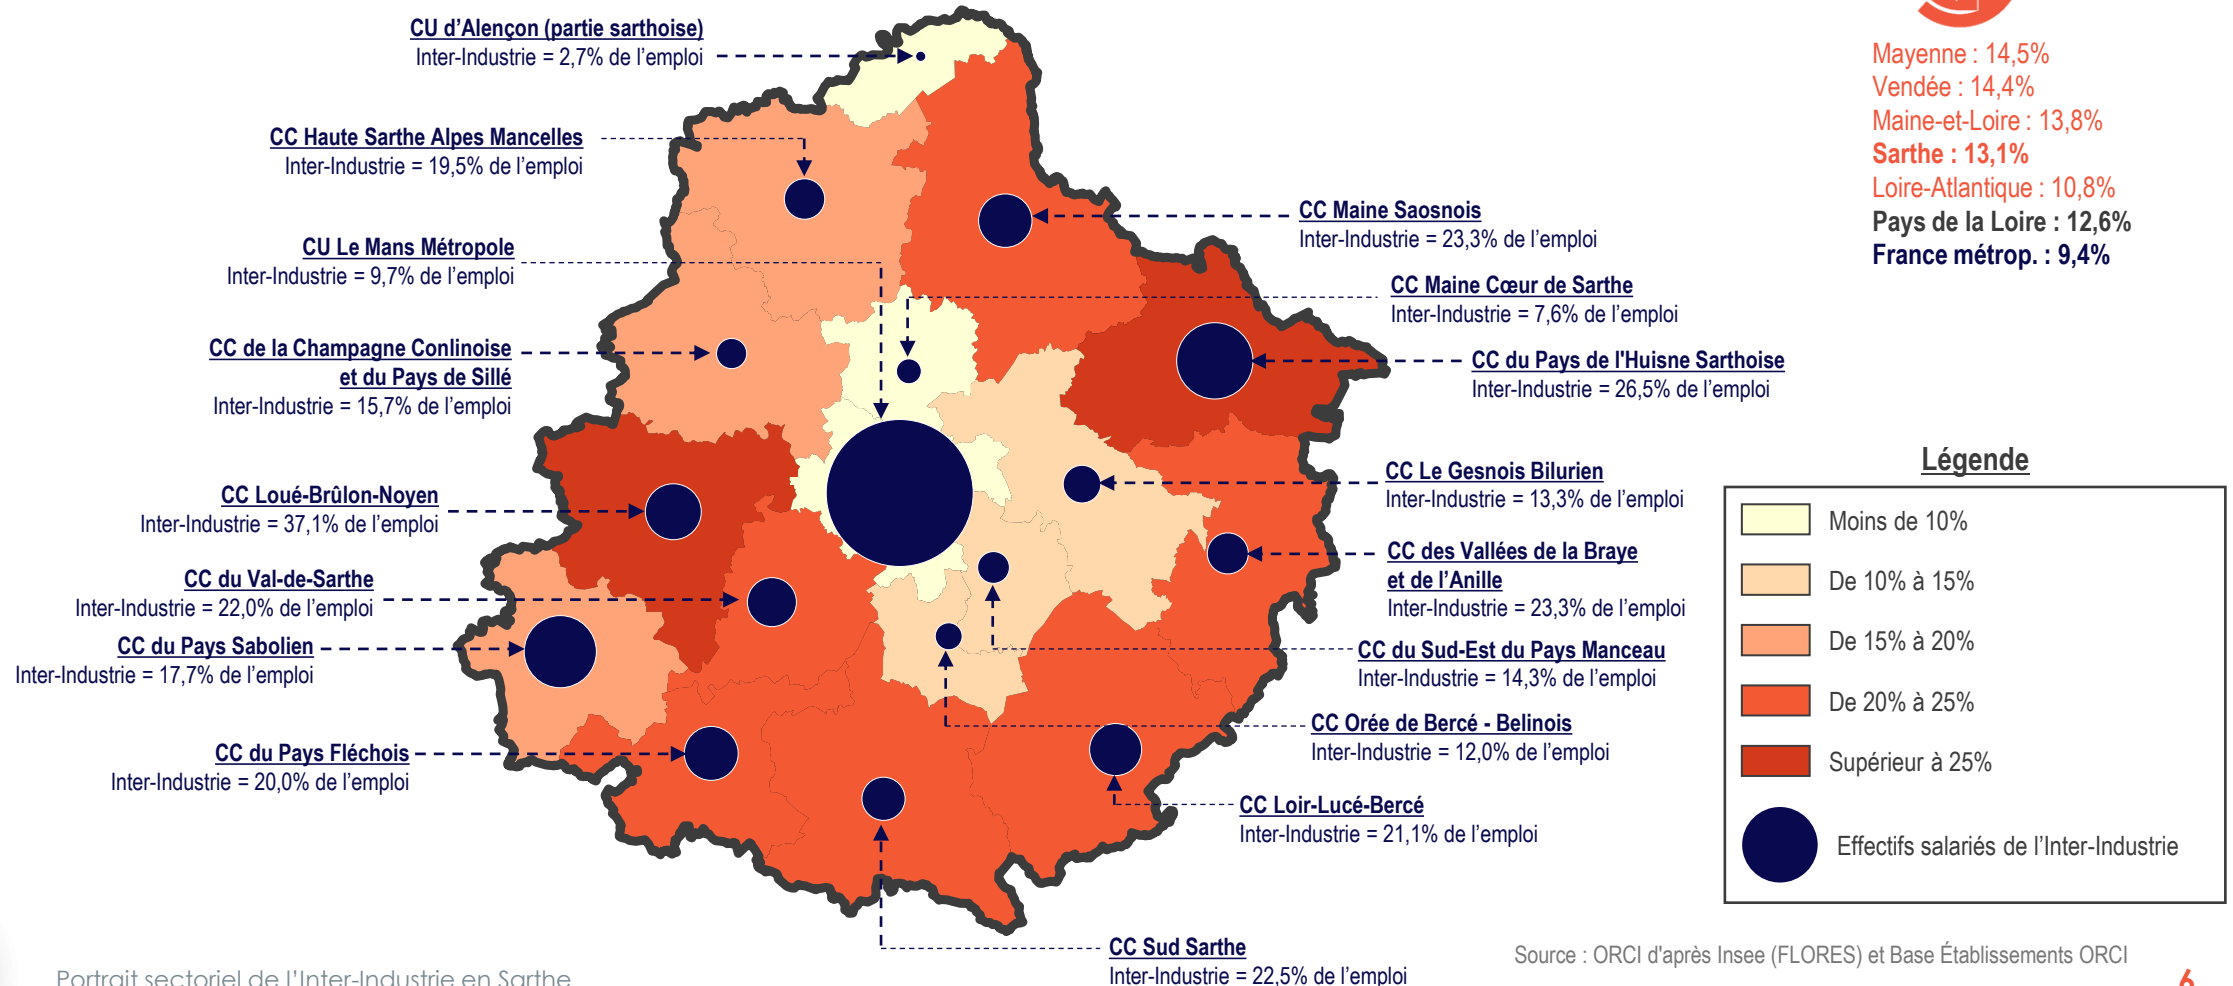 CU d’Alençon (partie sarthoise)
Inter-Industrie = 2,7% de l’emploi
CC Haute Sarthe Alpes Mancelles
Inter-Industrie = 19,5% de l’emploi
CU Le Mans Métropole
Inter-Industrie = 9,7% de l’emploi
CC de la Champagne Conlinoise
et du Pays de Sillé
Inter-Industrie = 15,7% de l’emploi
CC Loué-Brûlon-Noyen
Inter-Industrie = 37,1% de l’emploi
CC du Val-de-Sarthe
Inter-Industrie = 22,0% de l’emploi
CC du Pays Sabolien
Inter-Industrie = 17,7% de l’emploi
CC du Pays Fléchois
Inter-Industrie = 20,0% de l’emploi
CC Maine Saosnois
Inter-Industrie = 23,3% de l’emploi
CC Maine Cœur de Sarthe
Inter-Industrie = 7,6% de l’emploi
CC du Pays de l'Huisne Sarthoise
Inter-Industrie = 26,5% de l’emploi
CC Le Gesnois Bilurien
Inter-Industrie = 13,3% de l’emploi
CC des Vallées de la Braye
et de l’Anille
Inter-Industrie = 23,3% de l’emploi
CC du Sud-Est du Pays Manceau
Inter-Industrie = 14,3% de l’emploi
CC Orée de Bercé - Belinois
Inter-Industrie = 12,0% de l’emploi
CC Loir-Lucé-Bercé
Inter-Industrie = 21,1% de l’emploi
CC Sud Sarthe
Inter-Industrie = 22,5% de l’emploi
Mayenne : 14,5%
Vendée : 14,4%
Maine-et-Loire : 13,8%
Sarthe : 13,1%
Loire-Atlantique : 10,8%
Pays de la Loire : 12,6%
France métrop. : 9,4%
Légende
Moins de 10%
De 10% à 15%
De 15% à 20%
De 20% à 25%
Supérieur à 25%
Effectifs salariés de l’Inter-Industrie
Source : ORCI d'après Insee (FLORES) et Base Établissements ORCI
Portrait sectoriel de l’Inter-Industrie en Sarthe
6